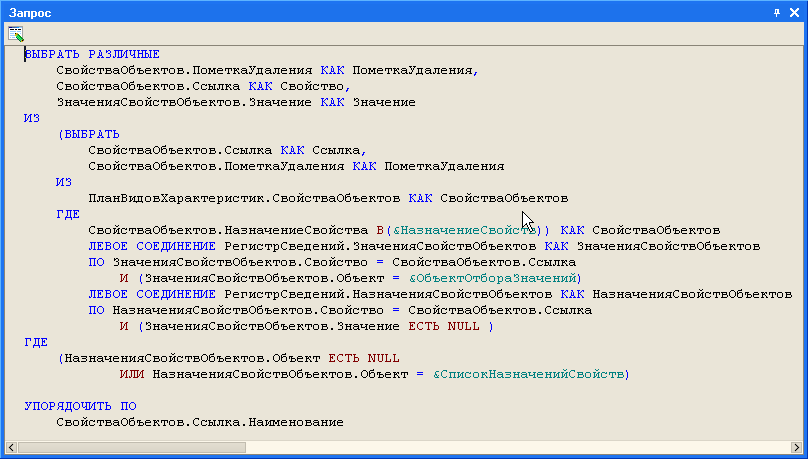 Запрос
ВЫБРАТЬ РАЗЛИЧНЫЕ
СвойстваОбъектов.ПометкаУдаления КАК ПометкаУдаления,
СвойстваОбъектов.Ссылка КАК Свойство,
ЗначенияСвойствОбъектов.Значение КАК Значение
ИЗ
(ВЫБРАТЬ
СвойстваОбъектов.Ссылка КАК Ссылка,
СвойстваОбъектов.ПометкаУдаления КАК ПометкаУдаления
ИЗ
ПланВидовХарактеристик.СвойстваОбъектов КАК СвойстваОбъектов
ГДЕ
СвойстваОбъектов.НазначениеСвойства В(&НазначениеСвойств)) КАК СвойстваОбъектов
ЛЕВОЕ СОЕДИНЕНИЕ РегистрСведений.ЗначенияСвойствОбъектов КАК ЗначенияСвойствОбъектов
ПО ЗначенияСвойствОбъектов.Свойство = СвойстваОбъектов.Ссылка
И (ЗначенияСвойствОбъектов.Объект = &ОбъектОтбораЗначений)
ЛЕВОЕ СОЕДИНЕНИЕ РегистрСведений.НазначенияСвойствОбъектов КАК НазначенияСвойствОбъектов
ПО НазначенияСвойствОбъектов.Свойство = СвойстваОбъектов.Ссылка
И (ЗначенияСвойствОбъектов.Значение ЕСТЬ NULL )
ГДЕ
(НазначенияСвойствОбъектов.Объект ЕСТЬ NULL
ИЛИ НазначенияСвойствОбъектов.Объект = &СписокНазначенийСвойств)
УПОРЯДОЧИТЬ ПО
СвойстваОбъектов.Ссылка.Наименование